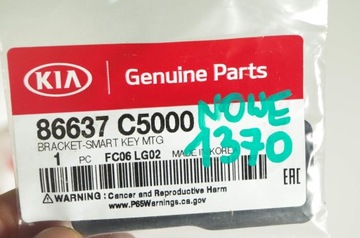 KIA Genuine Parts
86637 C5000
NOWE
1370
BRACKET-SMART KEY MTG
1 PC FC06 LG02 MADE IN KOREA
EAC
WARNING : Cancer and Reproductive Harm
www.P65Warnings.ca.gov